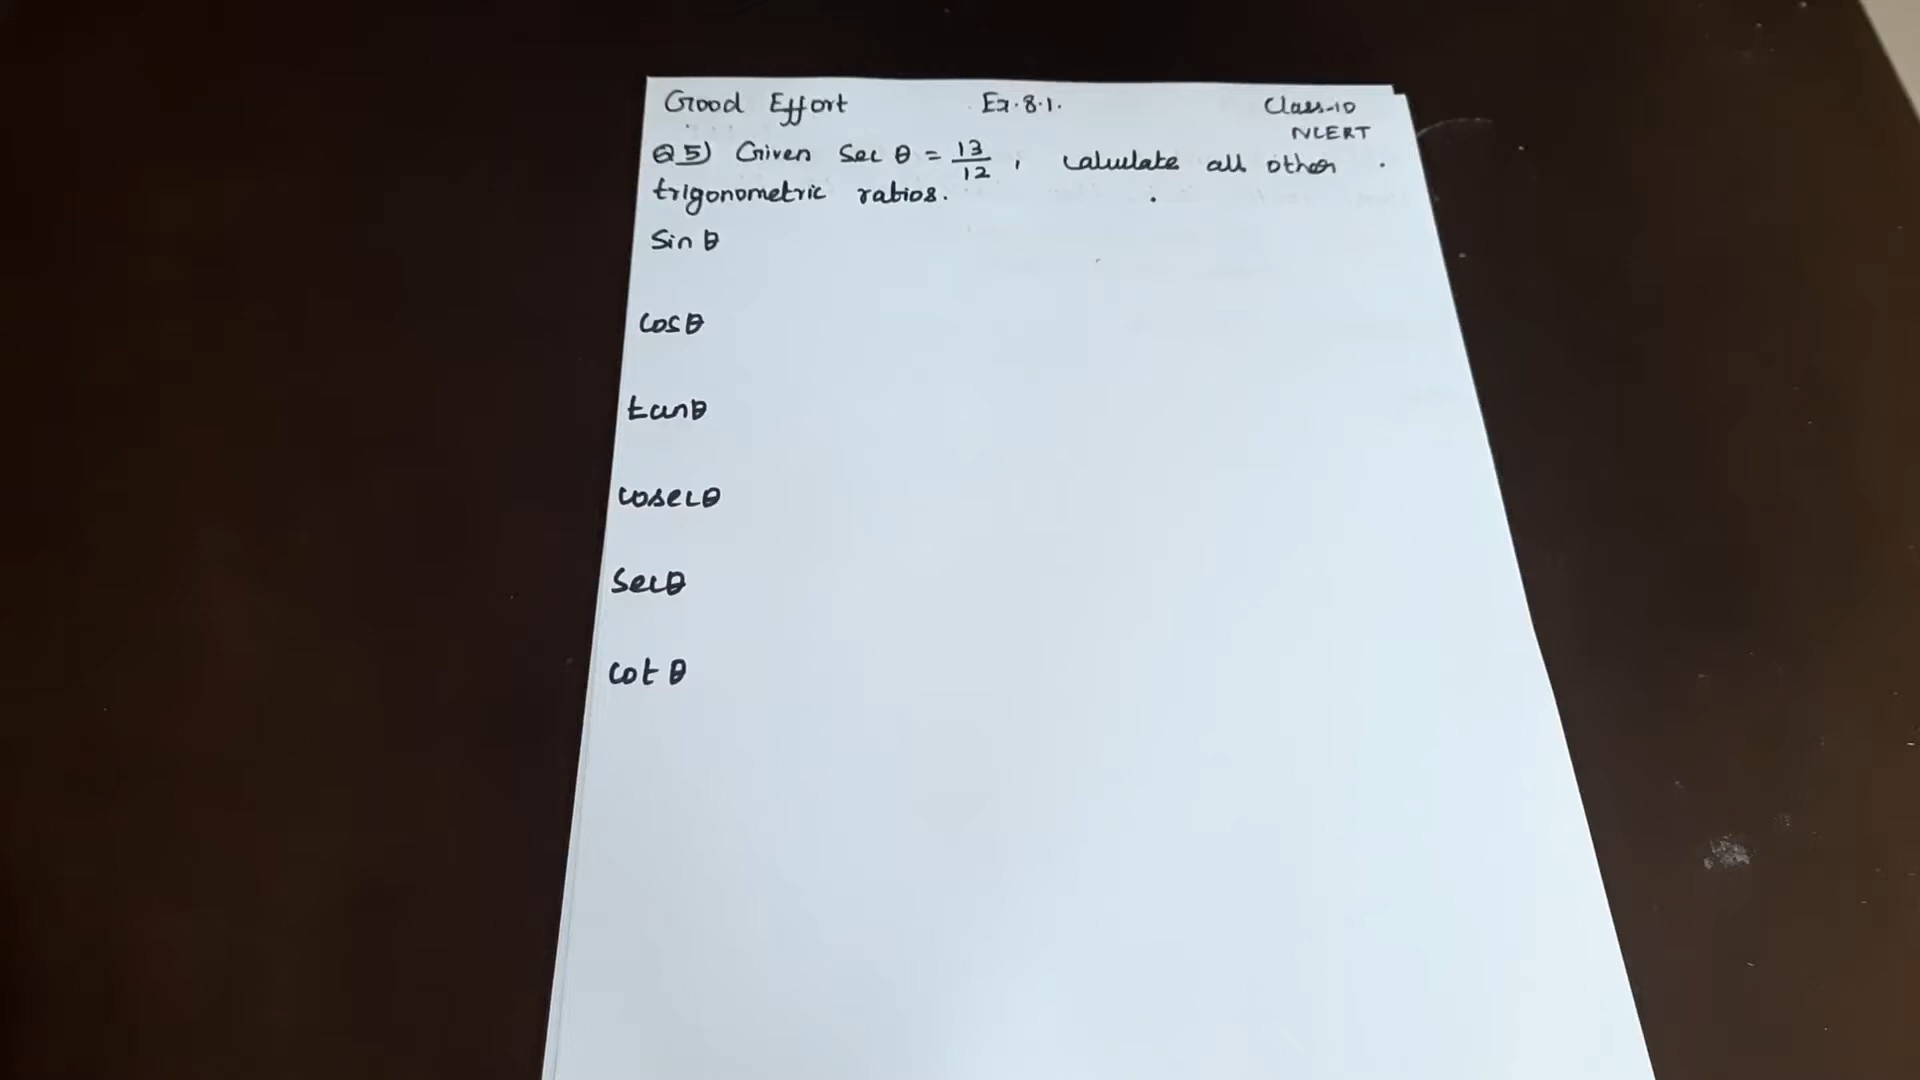 Good Effort Ex.8.1. Class-10
NCERT
Q5) Given Sec θ = 13/12, calculate all other
trigonometric ratios.
Sin θ
Cos θ
tan θ
cosec θ
Sec θ
Cot θ